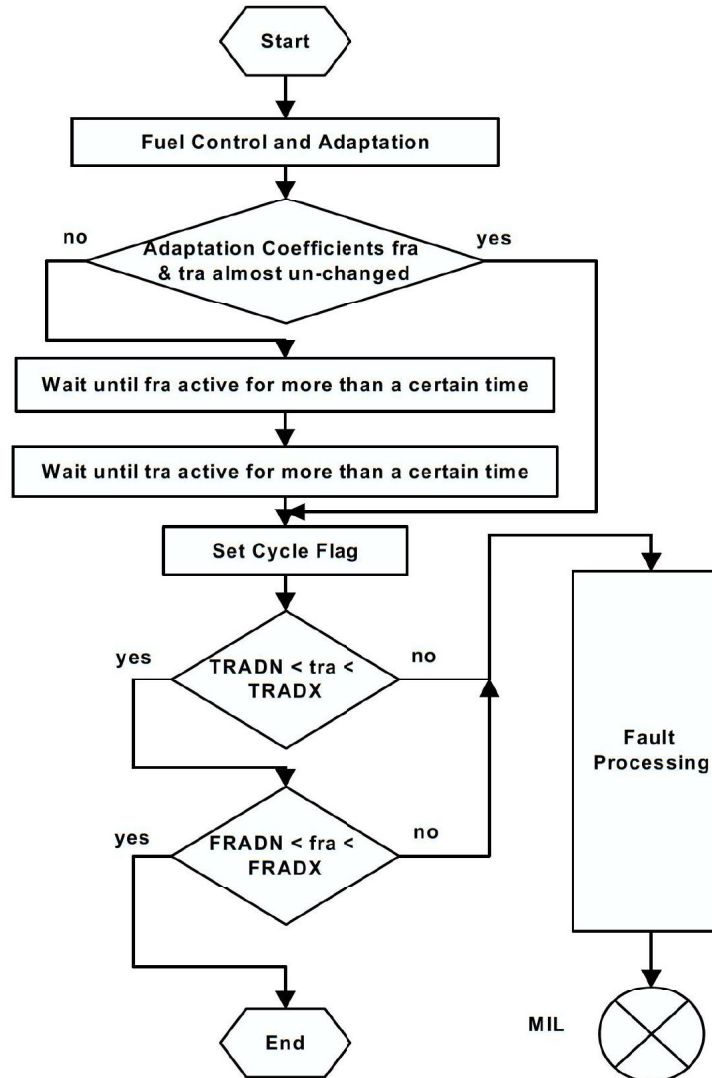 Start
Fuel Control and Adaptation
no
yes
Adaptation Coefficients fra
& tra almost un-changed
Wait until fra active for more than a certain time
Wait until tra active for more than a certain time
Set Cycle Flag
yes
no
TRADN < tra <
TRADX
Fault
Processing
yes
no
FRADN < fra <
FRADX
MIL
End